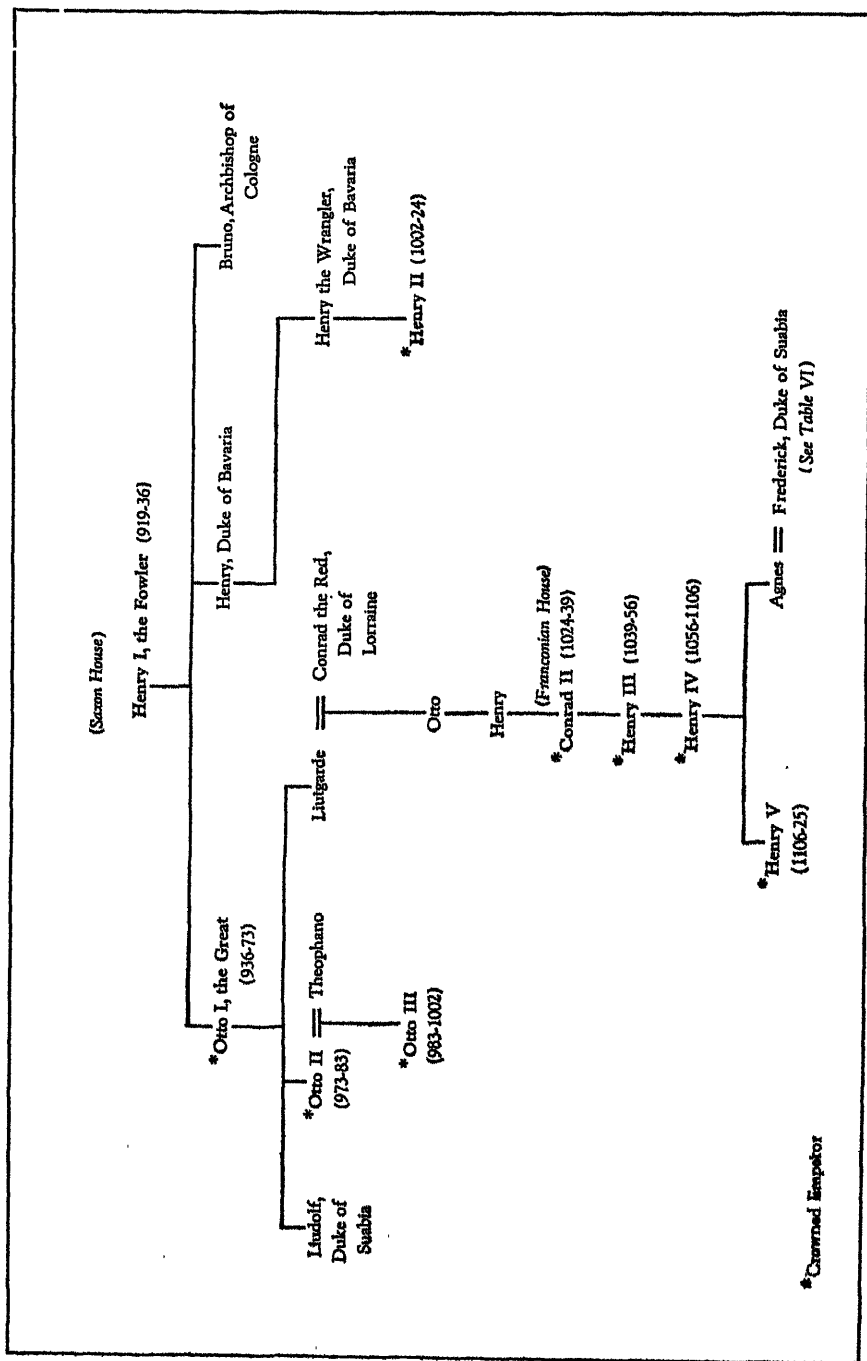 (Saxon House)
Henry I, the Fowler (919-36)
*Otto I, the Great
(936-73)
Henry, Duke of Bavaria
Bruno, Archbishop of
Cologne
Liudolf,
Duke of
Suabia
*Otto II == Theophano
(973-83)
Liutgarde == Conrad the Red,
Duke of
Lorraine
Henry the Wrangler,
Duke of Bavaria
*Otto III
(983-1002)
Otto
*Henry II (1002-24)
Henry
(Franconian House)
*Conrad II (1024-39)
*Henry III (1039-56)
*Henry IV (1056-1106)
*Henry V
(1106-25)
Agnes == Frederick, Duke of Suabia
(See Table VI)
*Crowned Emperor